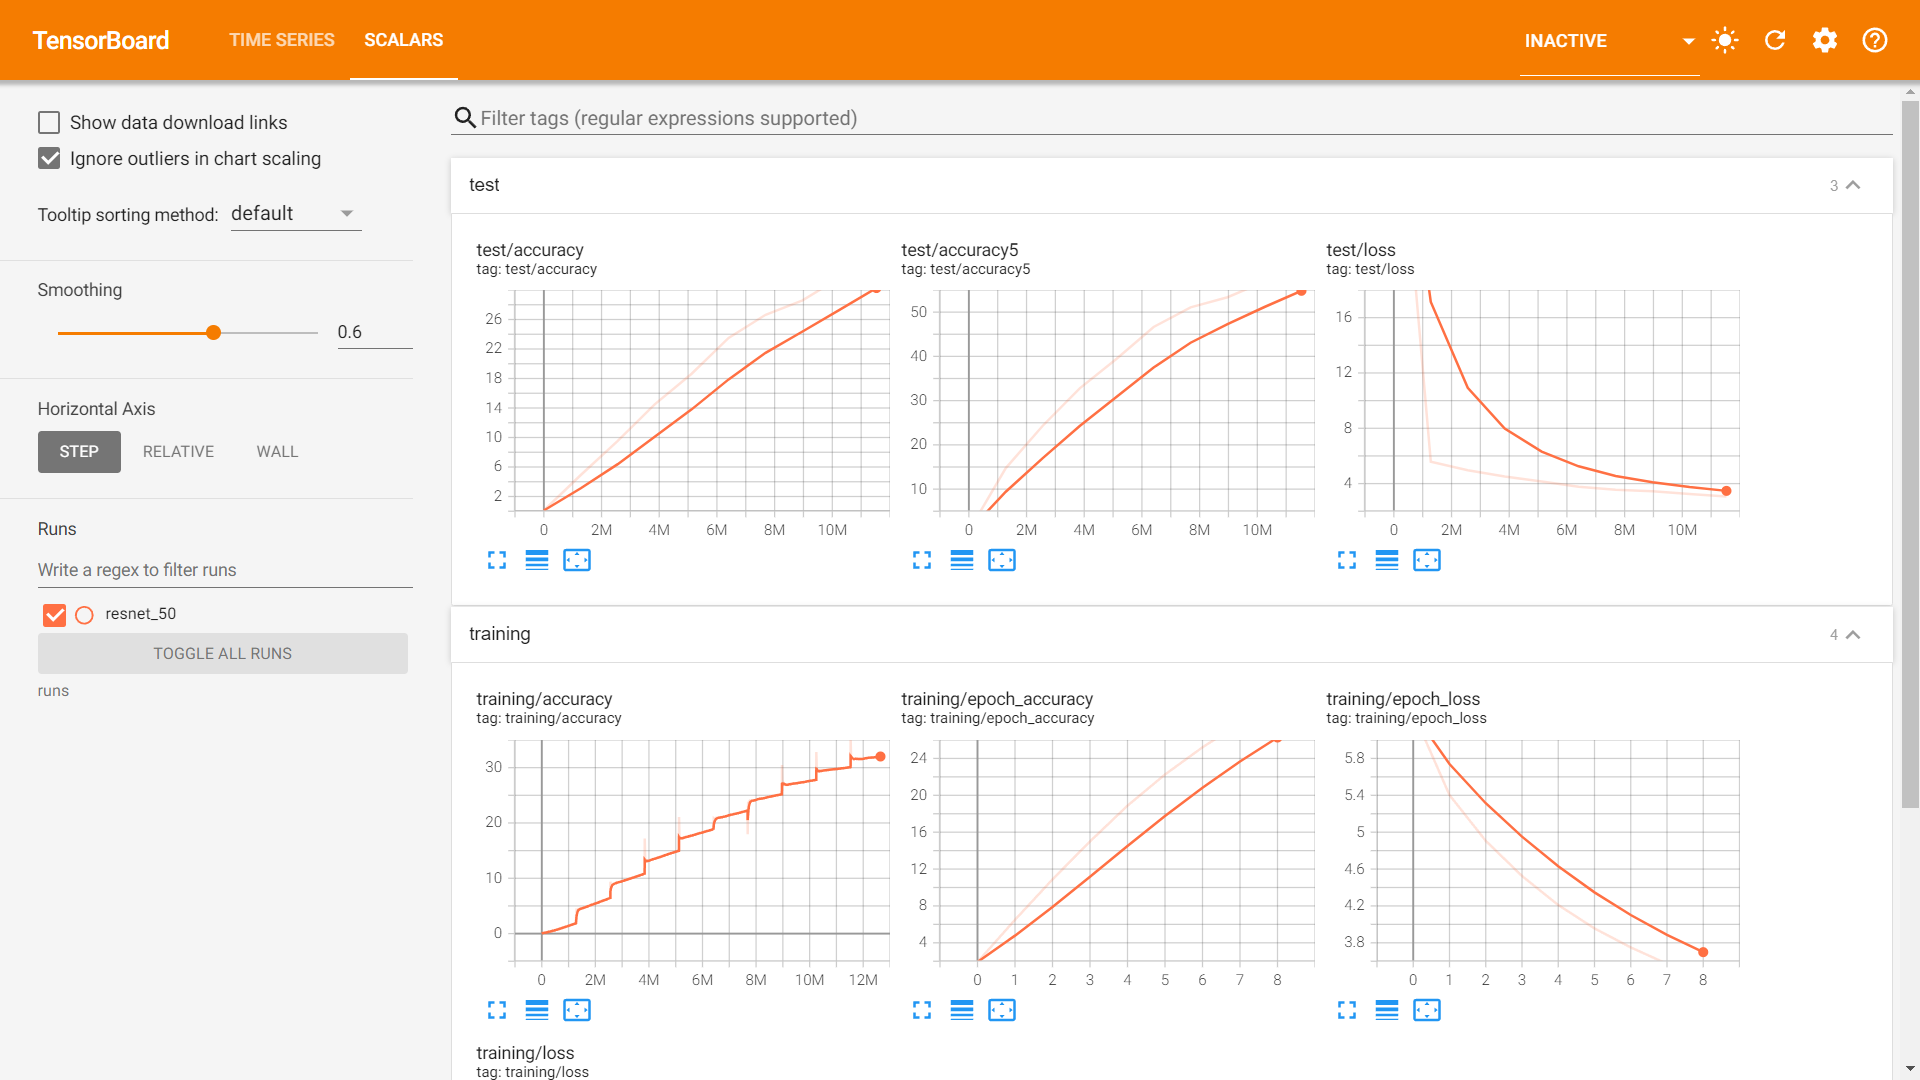 TensorBoard
TIME SERIES
SCALARS
INACTIVE
Show data download links
Ignore outliers in chart scaling
Tooltip sorting method: default
Smoothing
0.6
Horizontal Axis
STEP RELATIVE WALL
Runs
Write a regex to filter runs
resnet_50
TOGGLE ALL RUNS
runs
Filter tags (regular expressions supported)
test
3
test/accuracy
tag: test/accuracy
26
22
18
14
10
6
2
0 2M 4M 6M 8M 10M
test/accuracy5
tag: test/accuracy5
50
40
30
20
10
0 2M 4M 6M 8M 10M
test/loss
tag: test/loss
16
12
8
4
0 2M 4M 6M 8M 10M
training
4
training/accuracy
tag: training/accuracy
30
20
10
0
0 2M 4M 6M 8M 10M 12M
training/epoch_accuracy
tag: training/epoch_accuracy
24
20
16
12
8
4
0 1 2 3 4 5 6 7 8
training/epoch_loss
tag: training/epoch_loss
5.8
5.4
5
4.6
4.2
3.8
0 1 2 3 4 5 6 7 8
training/loss
tag: training/loss